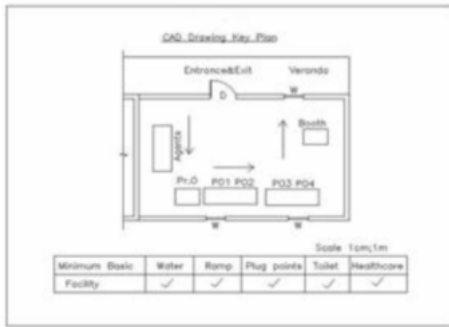 CAD Drawing Key Plan
Entrance&Exit Veranda
W
D
Booth
Agents
Pr.O PO1 PO2 PO3 PO4
W W
Scale 1cm;1m
Minimum Basic Water Ramp Plug points Toilet Healthcare
Facility ✓ ✓ ✓ ✓ ✓